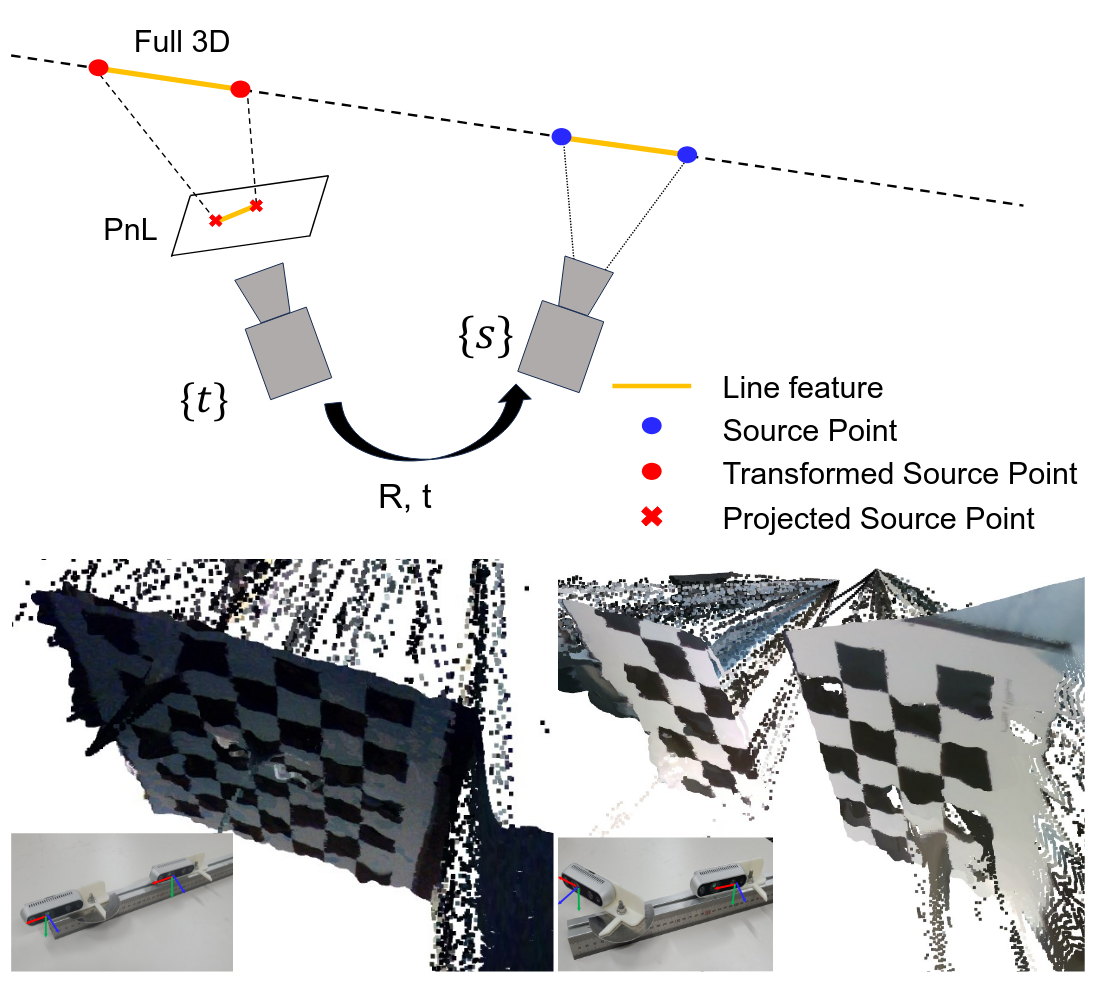 Full 3D
PnL
{s}
{t}
R, t
Line feature
Source Point
Transformed Source Point
Projected Source Point